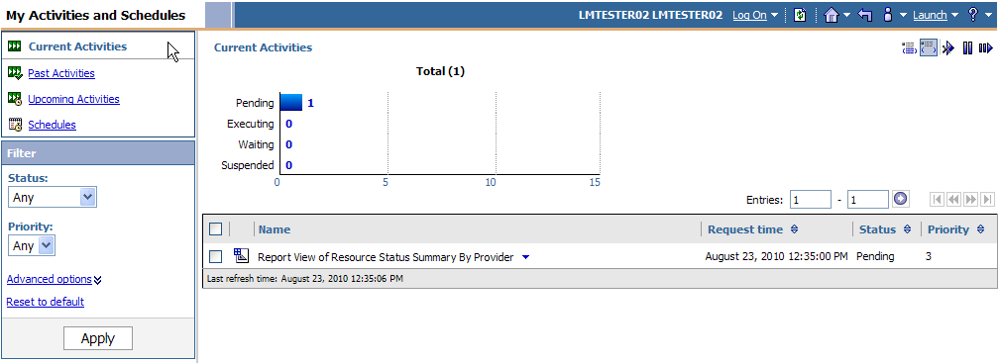 My Activities and Schedules
LMTESTER02 LMTESTER02 Log On Launch ?
Current Activities
Past Activities
Upcoming Activities
Schedules
Filter
Status:
Any
Priority:
Any
Advanced options
Reset to default
Apply
Current Activities
Total (1)
Pending 1
Executing 0
Waiting 0
Suspended 0
0 5 10 15
Entries: 1 - 1
Name Request time Status Priority
Report View of Resource Status Summary By Provider August 23, 2010 12:35:00 PM Pending 3
Last refresh time: August 23, 2010 12:35:06 PM